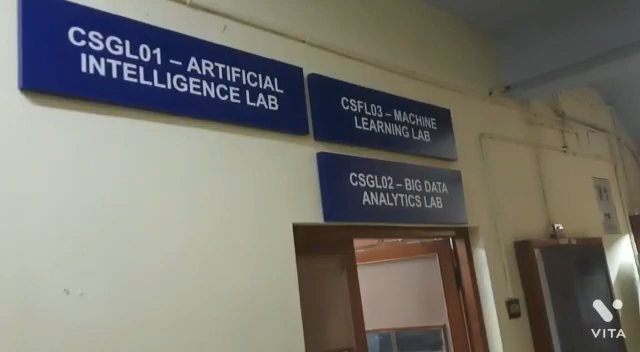 CSGL01 – ARTIFICIAL
INTELLIGENCE LAB
CSFL03 – MACHINE
LEARNING LAB
CSGL02 – BIG DATA
ANALYTICS LAB
VITA